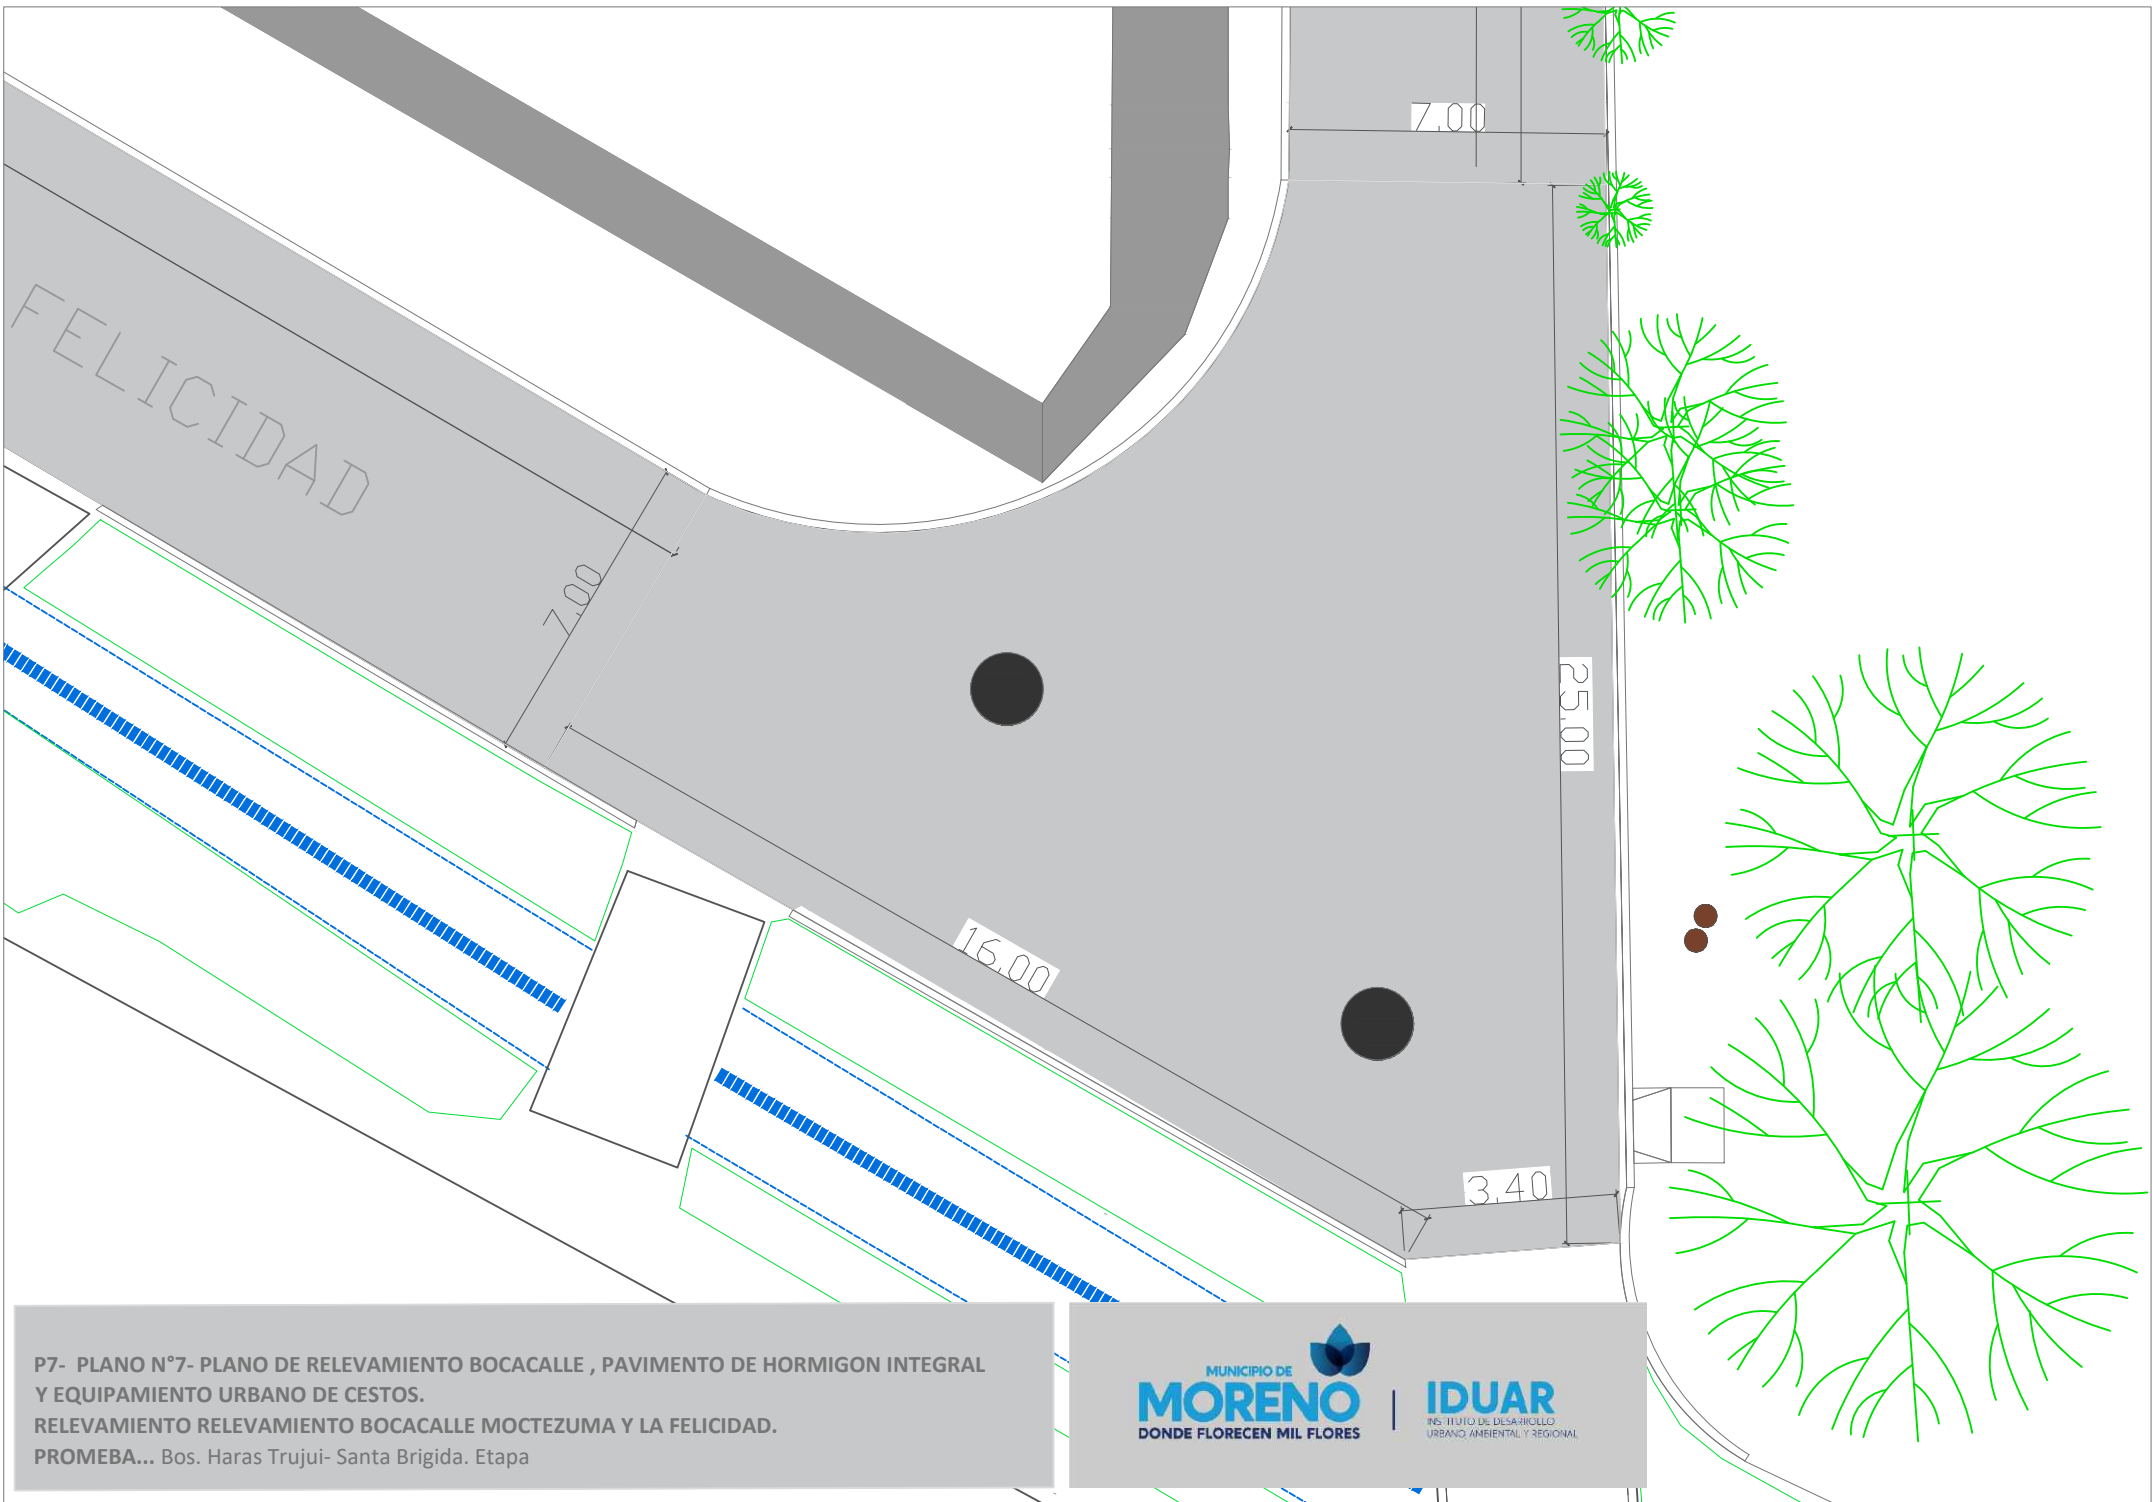 7.00
FELICIDAD
7.00
25.00
16.00
3.40
P7- PLANO N°7- PLANO DE RELEVAMIENTO BOCACALLE , PAVIMENTO DE HORMIGON INTEGRAL
Y EQUIPAMIENTO URBANO DE CESTOS.
RELEVAMIENTO RELEVAMIENTO BOCACALLE MOCTEZUMA Y LA FELICIDAD.
PROMEBA... Bos. Haras Trujui- Santa Brigida. Etapa
MUNICIPIO DE
MORENO
DONDE FLORECEN MIL FLORES
IDUAR
INSTITUTO DE DESARROLLO
URBANO, AMBIENTAL Y REGIONAL